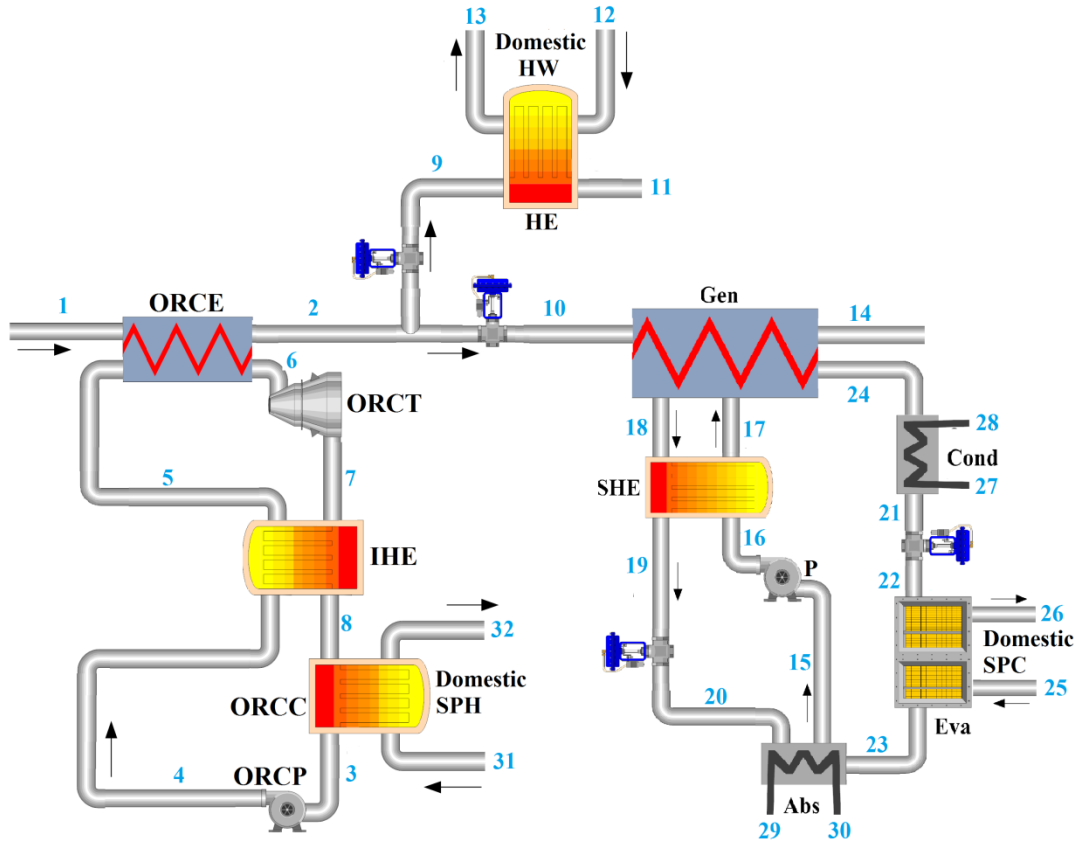 13
12
Domestic
HW
9
11
HE
1
ORCE
2
10
Gen
14
6
24
ORCT
18
17
28
Cond
27
5
7
SHE
21
16
IHE
19
P
22
8
26
32
Domestic
SPC
15
Domestic
SPH
ORCC
25
20
Eva
23
31
4
ORCP
3
Abs
29
30